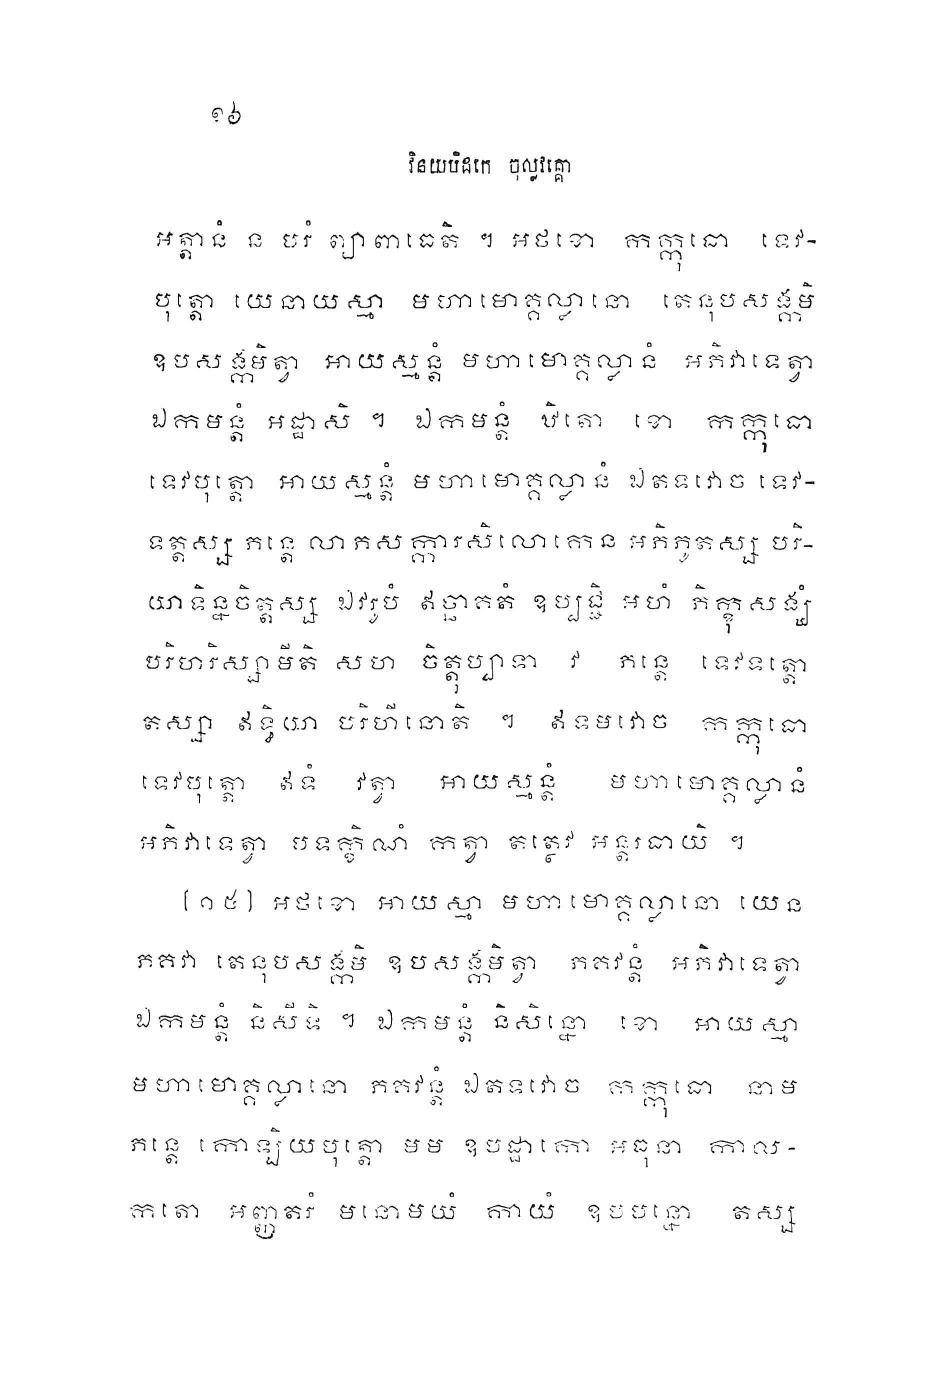 ១៦
វិនយបិដកេ ចុល្លវគ្គោ
អត្តានំ ន បរំ ព្យាពាធេតិ ។ អថខោ កក្កុធោ ទេវ-
បុត្តោ យេនាយស្មា មហាមោគ្គល្លានោ តេនុបសង្កមិ
ឧបសង្កមិត្វា អាយស្មន្តំ មហាមោគ្គល្លានំ អភិវាទេត្វា
ឯកមន្តំ អដ្ឋាសិ ។ ឯកមន្តំ ឋិតោ ខោ កក្កុធោ
ទេវបុត្តោ អាយស្មន្តំ មហាមោគ្គល្លានំ ឯតទវោច ទេវ-
ទត្តស្ស ភន្តេ លាភសក្ការសិលោកេន អភិភូតស្ស បរិ-
យាទិន្នចិត្តស្ស ឯវរូបំ ឥច្ឆាគតំ ឧប្បជ្ជិ អហំ ភិក្ខុសង្ឃំ
បរិហរិស្សាមីតិ សហ ចិត្តុប្បាទា វ ភន្តេ ទេវទត្តោ
តស្សា ឥទ្ធិយា បរិហីនោតិ ។ ឥទមវោច កក្កុធោ
ទេវបុត្តោ ឥទំ វត្វា អាយស្មន្តំ មហាមោគ្គល្លានំ
អភិវាទេត្វា បទក្ខិណំ កត្វា តត្ថេវ អន្តរធាយិ ។
[១៥] អថខោ អាយស្មា មហាមោគ្គល្លានោ យេន
ភគវា តេនុបសង្កមិ ឧបសង្កមិត្វា ភគវន្តំ អភិវាទេត្វា
ឯកមន្តំ និសីទិ ។ ឯកមន្តំ និសិន្នោ ខោ អាយស្មា
មហាមោគ្គល្លានោ ភគវន្តំ ឯតទវោច កក្កុធោ នាម
ភន្តេ កោឡិយបុត្តោ មម ឧបដ្ឋាកោ អធុនា កាល-
កតោ អញ្ញតរំ មនោមយំ កាយំ ឧបបន្នោ តស្ស